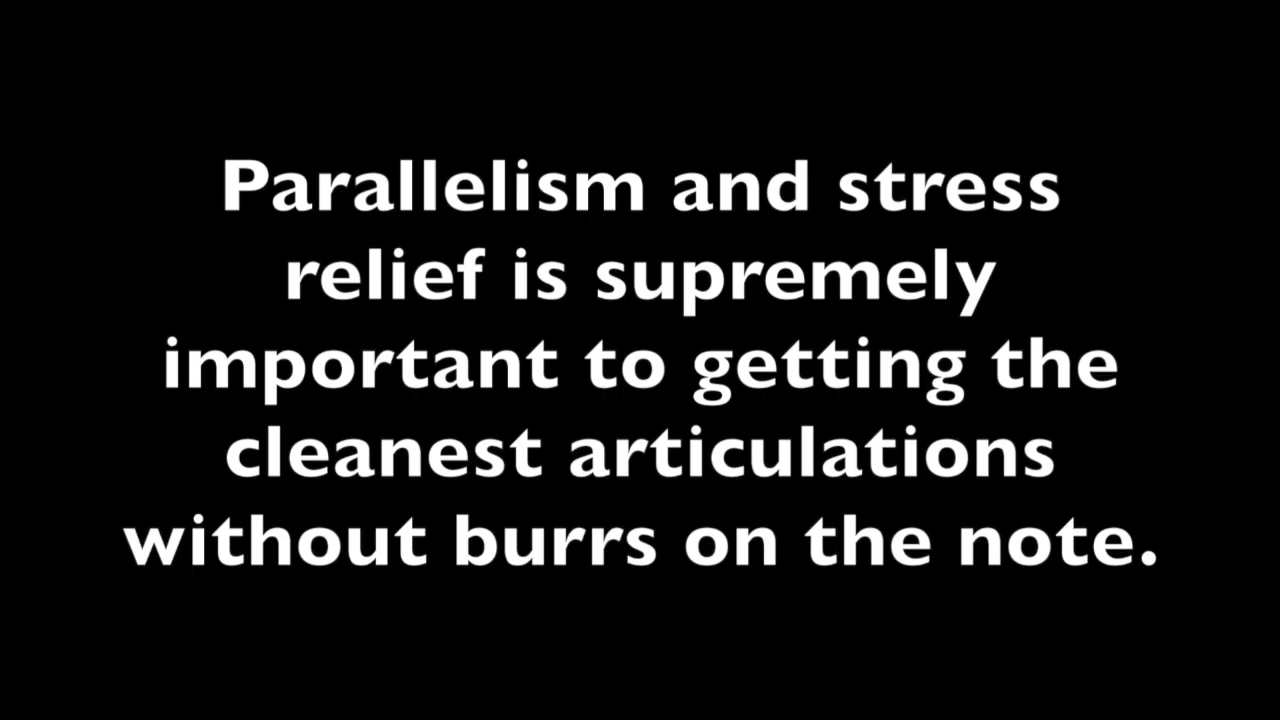 Parallelism and stress
relief is supremely
important to getting the
cleanest articulations
without burrs on the note.